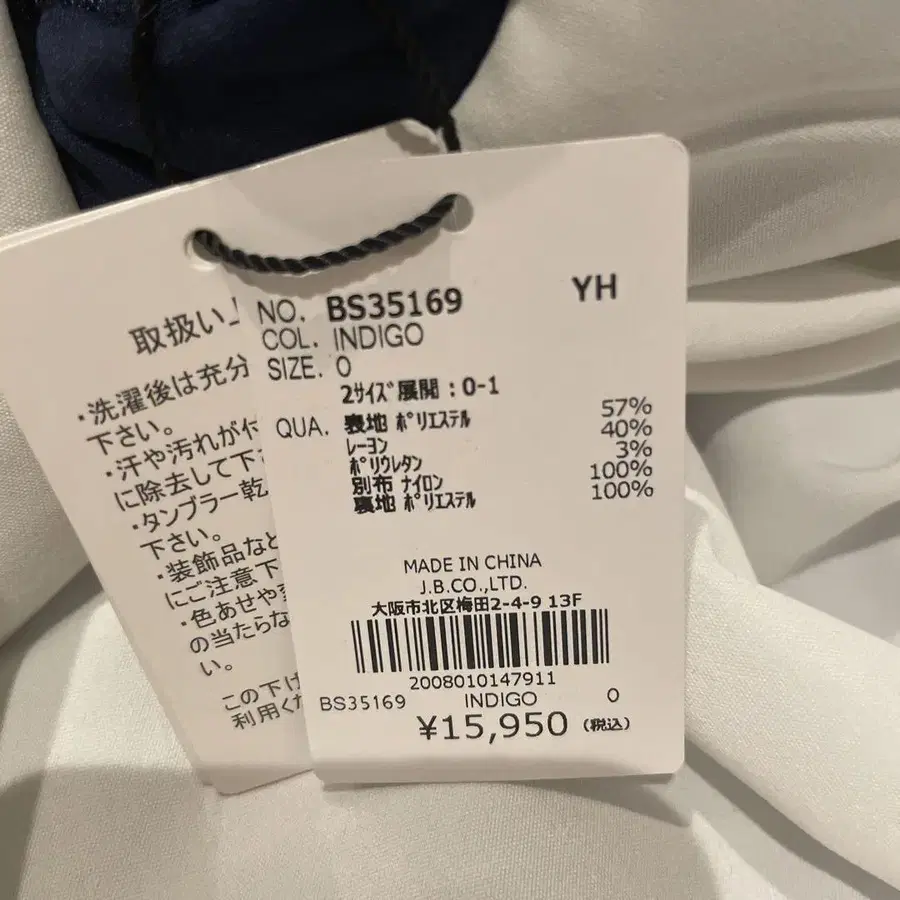 取扱い
・洗濯後は充分
下さい。
・汗や汚れが付
に除去して下
・タンブラー乾
下さい。
・装飾品など
にご注意下
・色あせや
の当たらな
い。
この下げ
利用くだ
NO. BS35169 YH
COL. INDIGO
SIZE. 0
2サイズ展開:0-1
QUA. 表地 ポリエステル 57%
レーヨン 40%
ポリウレタン 3%
別布 ナイロン 100%
裏地 ポリエステル 100%
MADE IN CHINA
J.B.CO.,LTD.
大阪市北区梅田2-4-9 13F
2008010147911
BS35169 INDIGO 0
¥15,950 (税込)